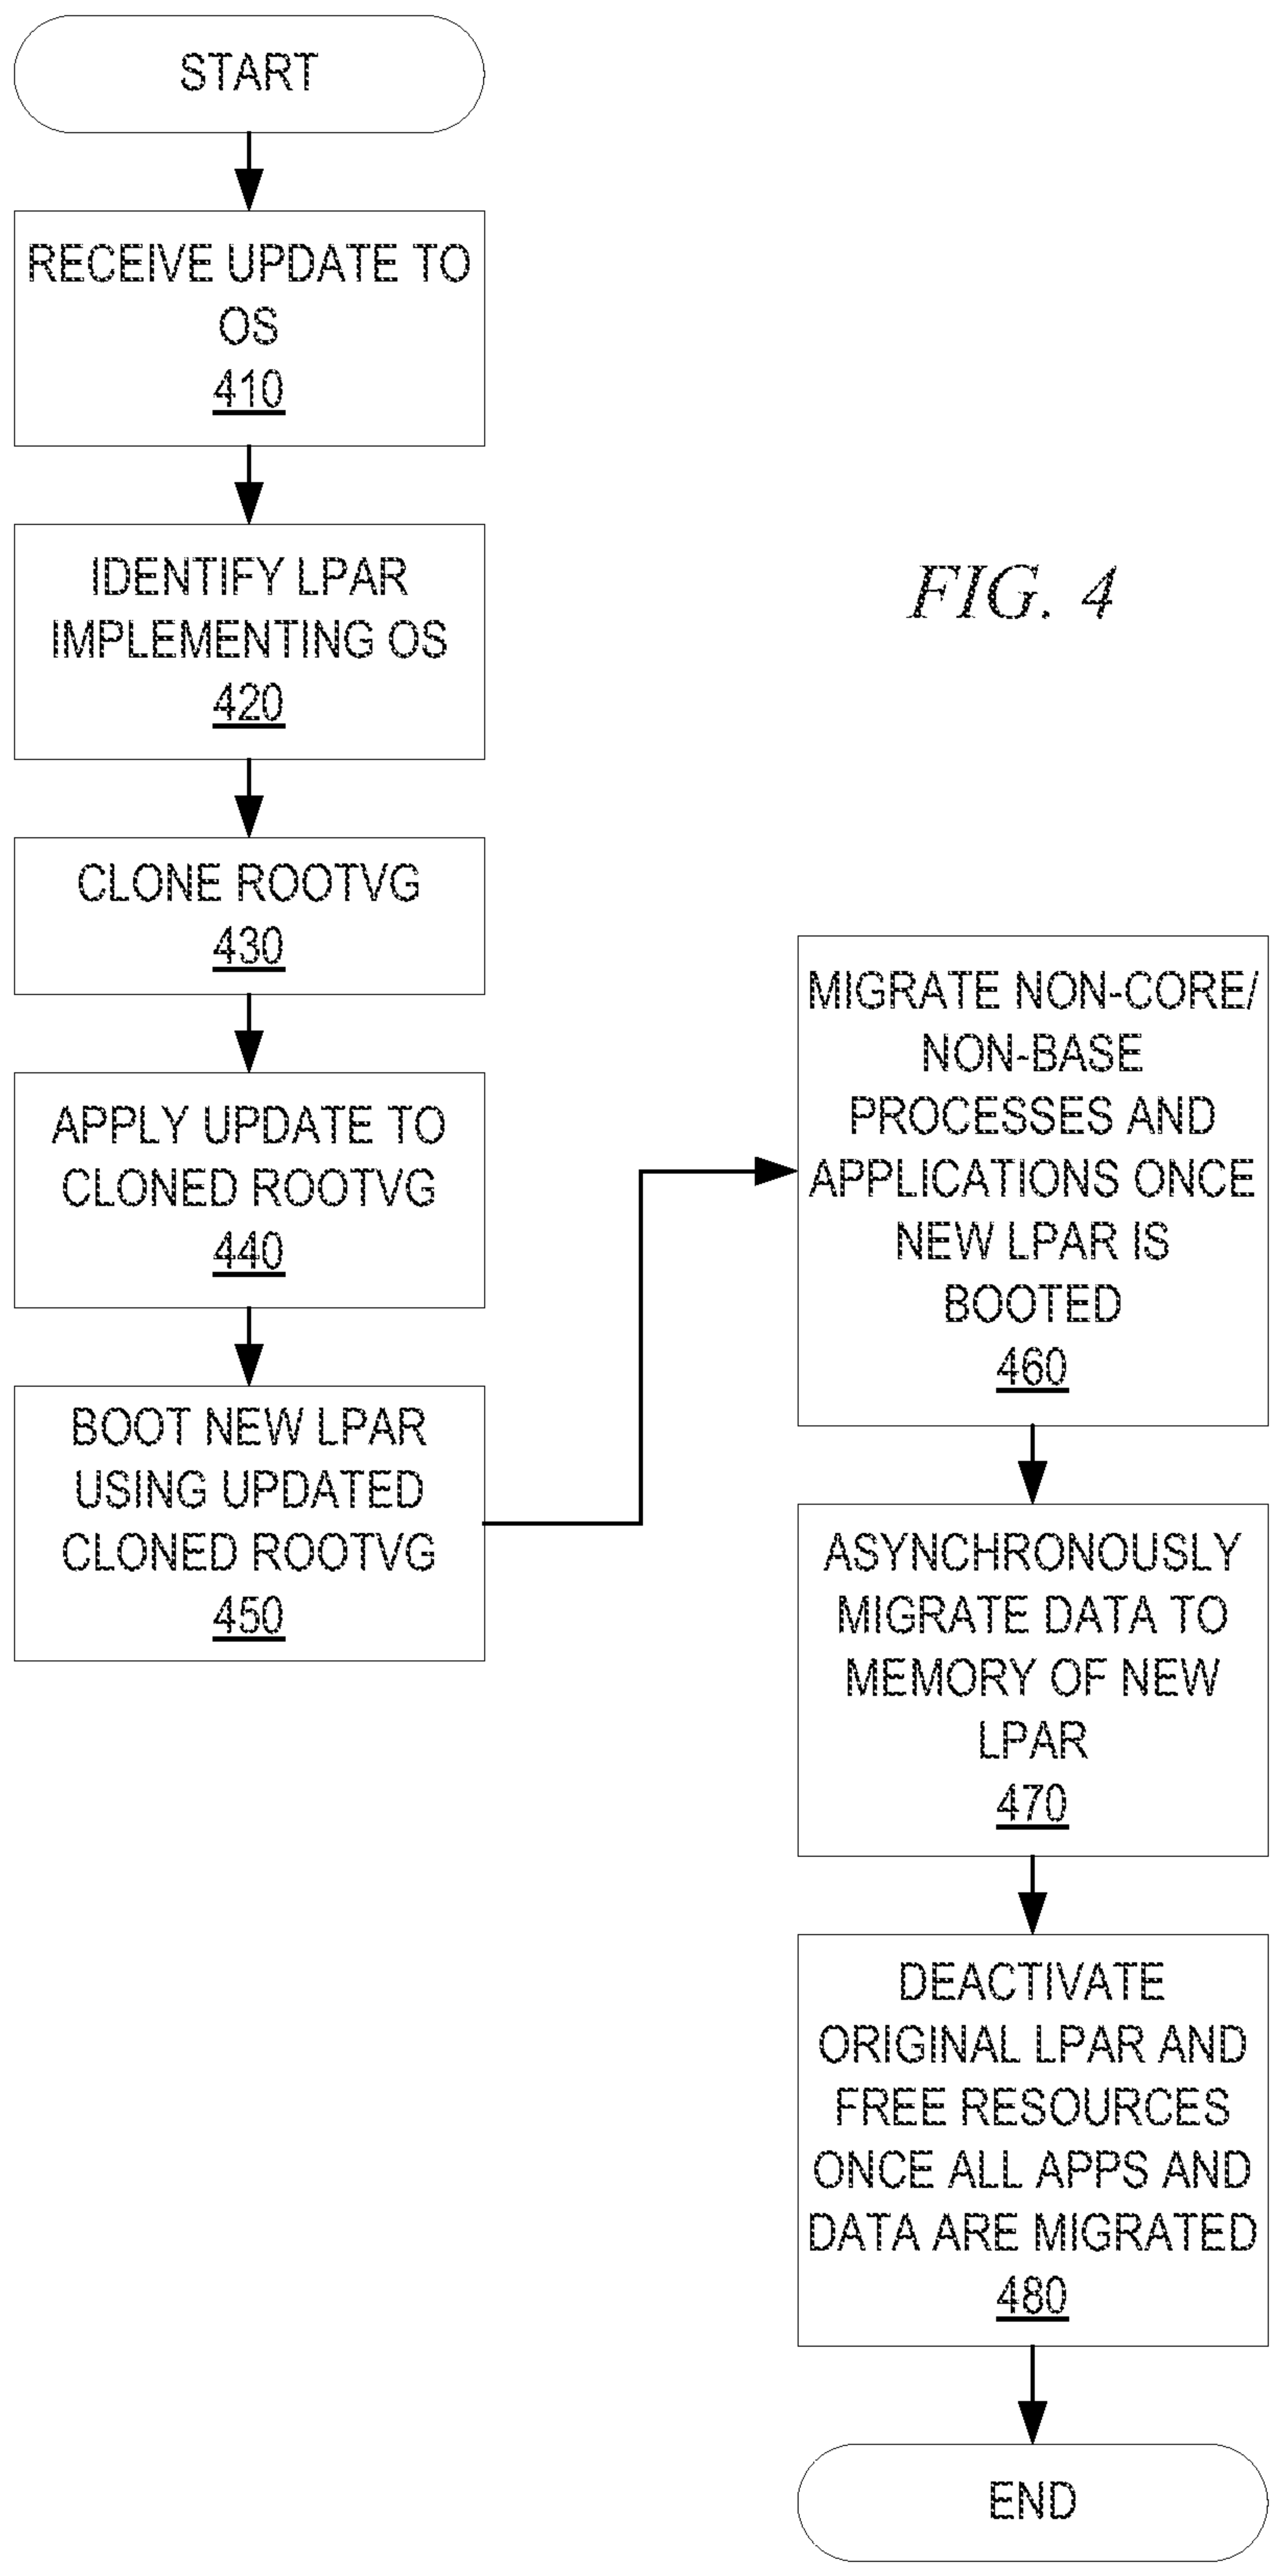 START
RECEIVE UPDATE TO
OS
410
IDENTIFY LPAR
IMPLEMENTING OS
420
CLONE ROOTVG
430
APPLY UPDATE TO
CLONED ROOTVG
440
BOOT NEW LPAR
USING UPDATED
CLONED ROOTVG
450
FIG. 4
MIGRATE NON-CORE/
NON-BASE
PROCESSES AND
APPLICATIONS ONCE
NEW LPAR IS
BOOTED
460
ASYNCHRONOUSLY
MIGRATE DATA TO
MEMORY OF NEW
LPAR
470
DEACTIVATE
ORIGINAL LPAR AND
FREE RESOURCES
ONCE ALL APPS AND
DATA ARE MIGRATED
480
END